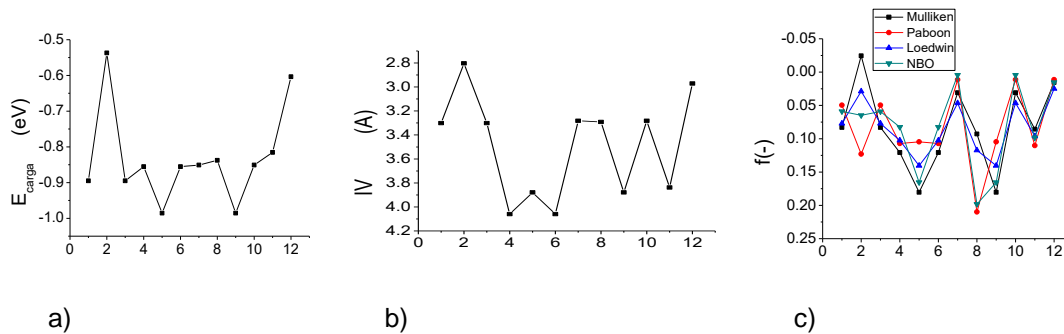 E_carga (eV)
-0.5
-0.6
-0.7
-0.8
-0.9
-1.0
0 2 4 6 8 10 12
a)
IV (A)
2.8
3.0
3.2
3.4
3.6
3.8
4.0
4.2
0 2 4 6 8 10 12
b)
Mulliken
Paboon
Loedwin
NBO
f(-)
-0.05
0.00
0.05
0.10
0.15
0.20
0.25
0 2 4 6 8 10 12
c)